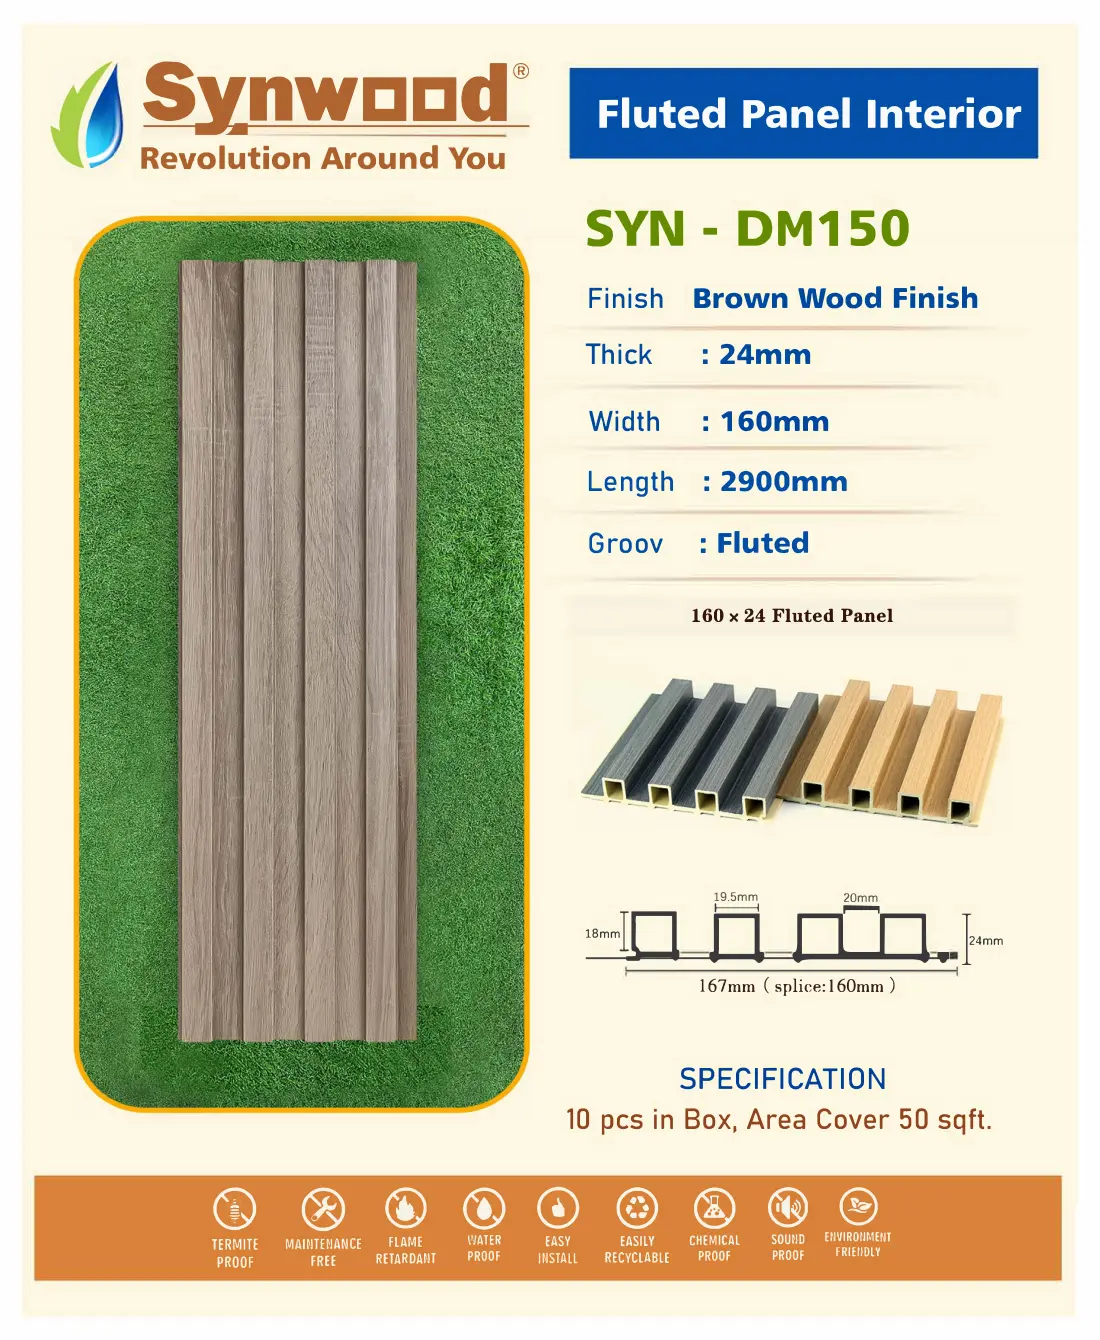 Synwood®
Revolution Around You
Fluted Panel Interior
SYN - DM150
Finish Brown Wood Finish
Thick : 24mm
Width : 160mm
Length : 2900mm
Groov : Fluted
160 × 24 Fluted Panel
19.5mm
20mm
18mm
24mm
167mm ( splice:160mm )
SPECIFICATION
10 pcs in Box, Area Cover 50 sqft.
TERMITE
PROOF
MAINTENANCE
FREE
FLAME
RETARDANT
WATER
PROOF
EASY
INSTALL
EASILY
RECYCLABLE
CHEMICAL
PROOF
SOUND
PROOF
ENVIRONMENT
FRIENDLY